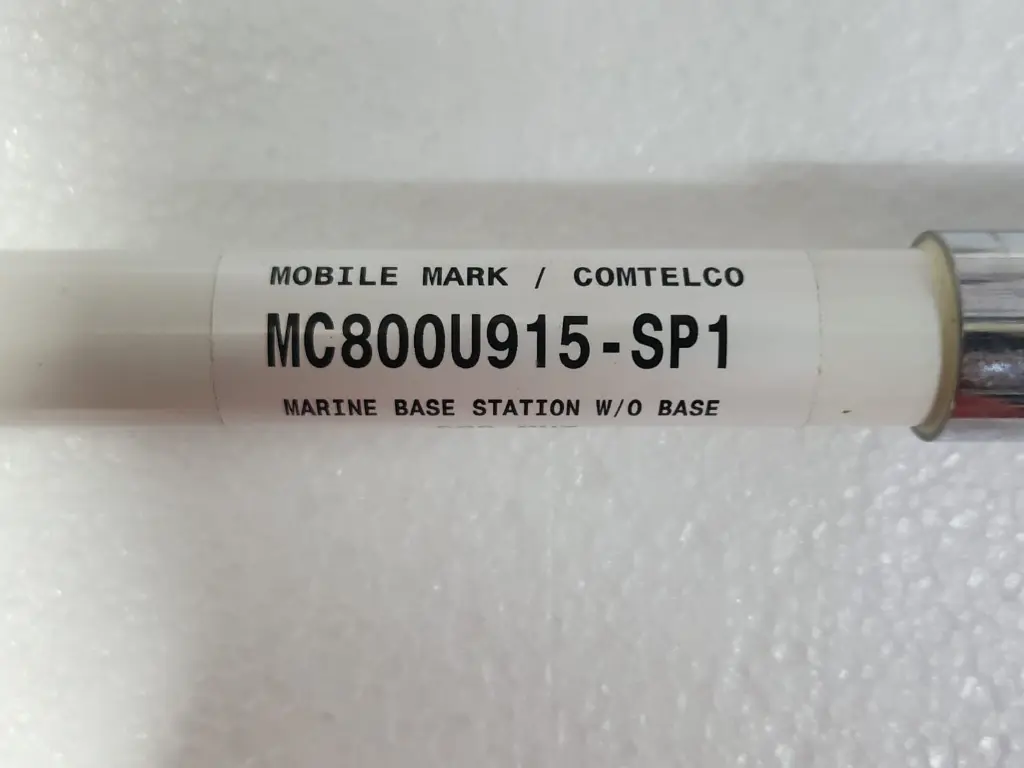 MOBILE MARK / COMTELCO
MC800U915-SP1
MARINE BASE STATION W/O BASE